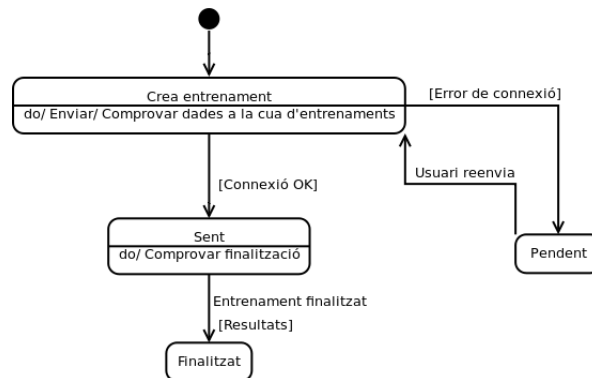 Crea entrenament
do/ Enviar/ Comprovar dades a la cua d'entrenaments
[Error de connexió]
Usuari reenvia
[Connexió OK]
Sent
do/ Comprovar finalització
Pendent
Entrenament finalitzat
[Resultats]
Finalitzat